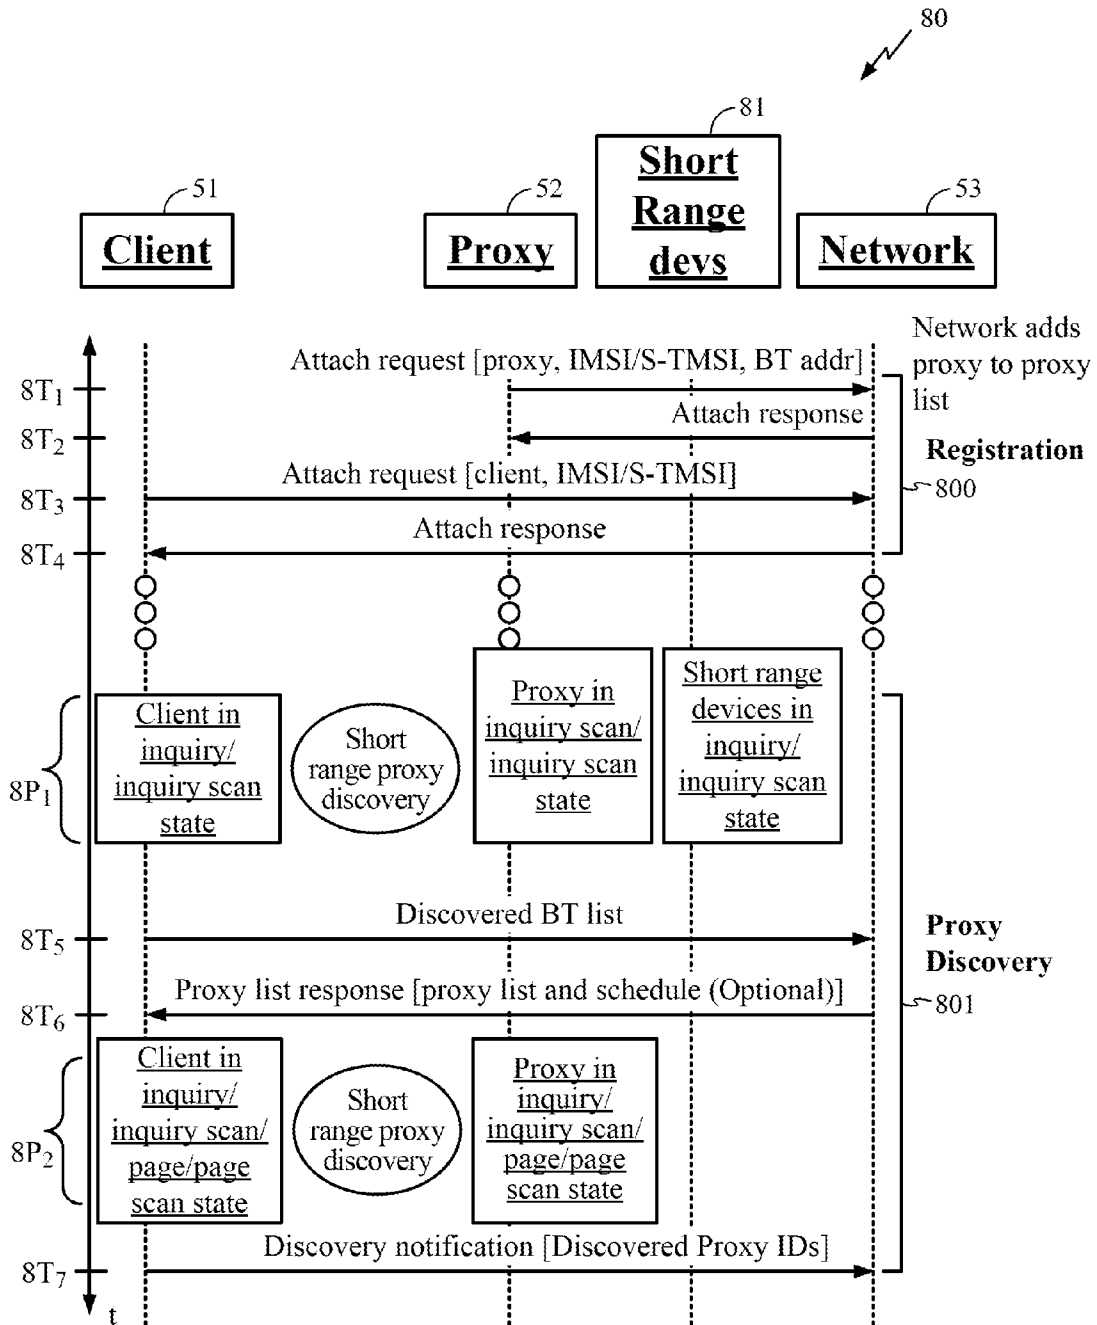 80
81
Short
Range
devs
51
Client
52
Proxy
53
Network
Network adds
proxy to proxy
list
Attach request [proxy, IMSI/S-TMSI, BT addr]
8T1
Attach response
8T2
Registration
800
Attach request [client, IMSI/S-TMSI]
8T3
Attach response
8T4
8P1
Client in
inquiry/
inquiry scan
state
Short
range proxy
discovery
Proxy in
inquiry scan/
inquiry scan
state
Short range
devices in
inquiry/
inquiry scan
state
Discovered BT list
8T5
Proxy
Discovery
801
Proxy list response [proxy list and schedule (Optional)]
8T6
8P2
Client in
inquiry/
inquiry scan/
page/page
scan state
Short
range proxy
discovery
Proxy in
inquiry/
inquiry scan/
page/page
scan state
Discovery notification [Discovered Proxy IDs]
8T7
t